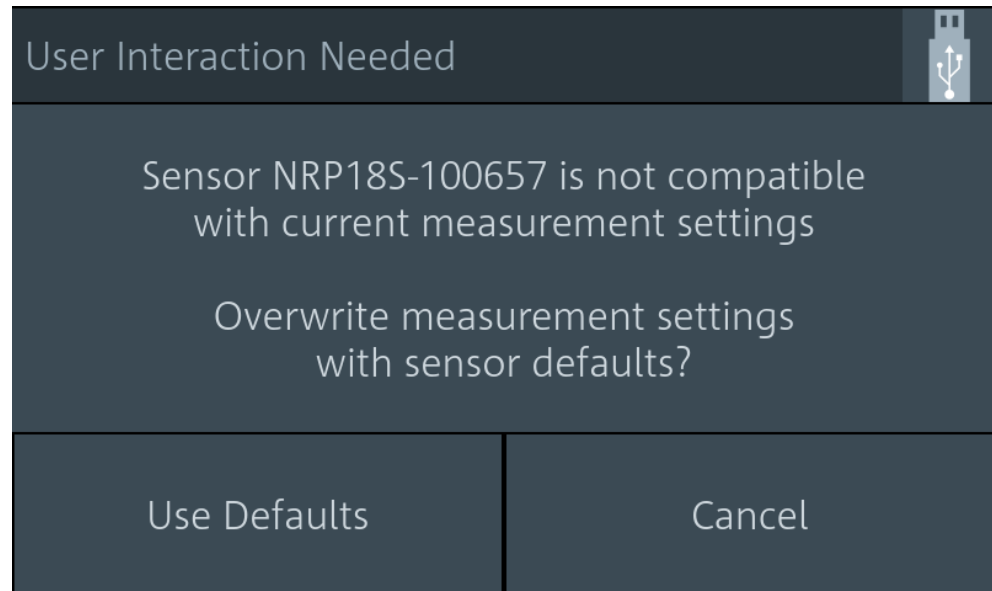 User Interaction Needed
Sensor NRP18S-100657 is not compatible
with current measurement settings
Overwrite measurement settings
with sensor defaults?
Use Defaults
Cancel